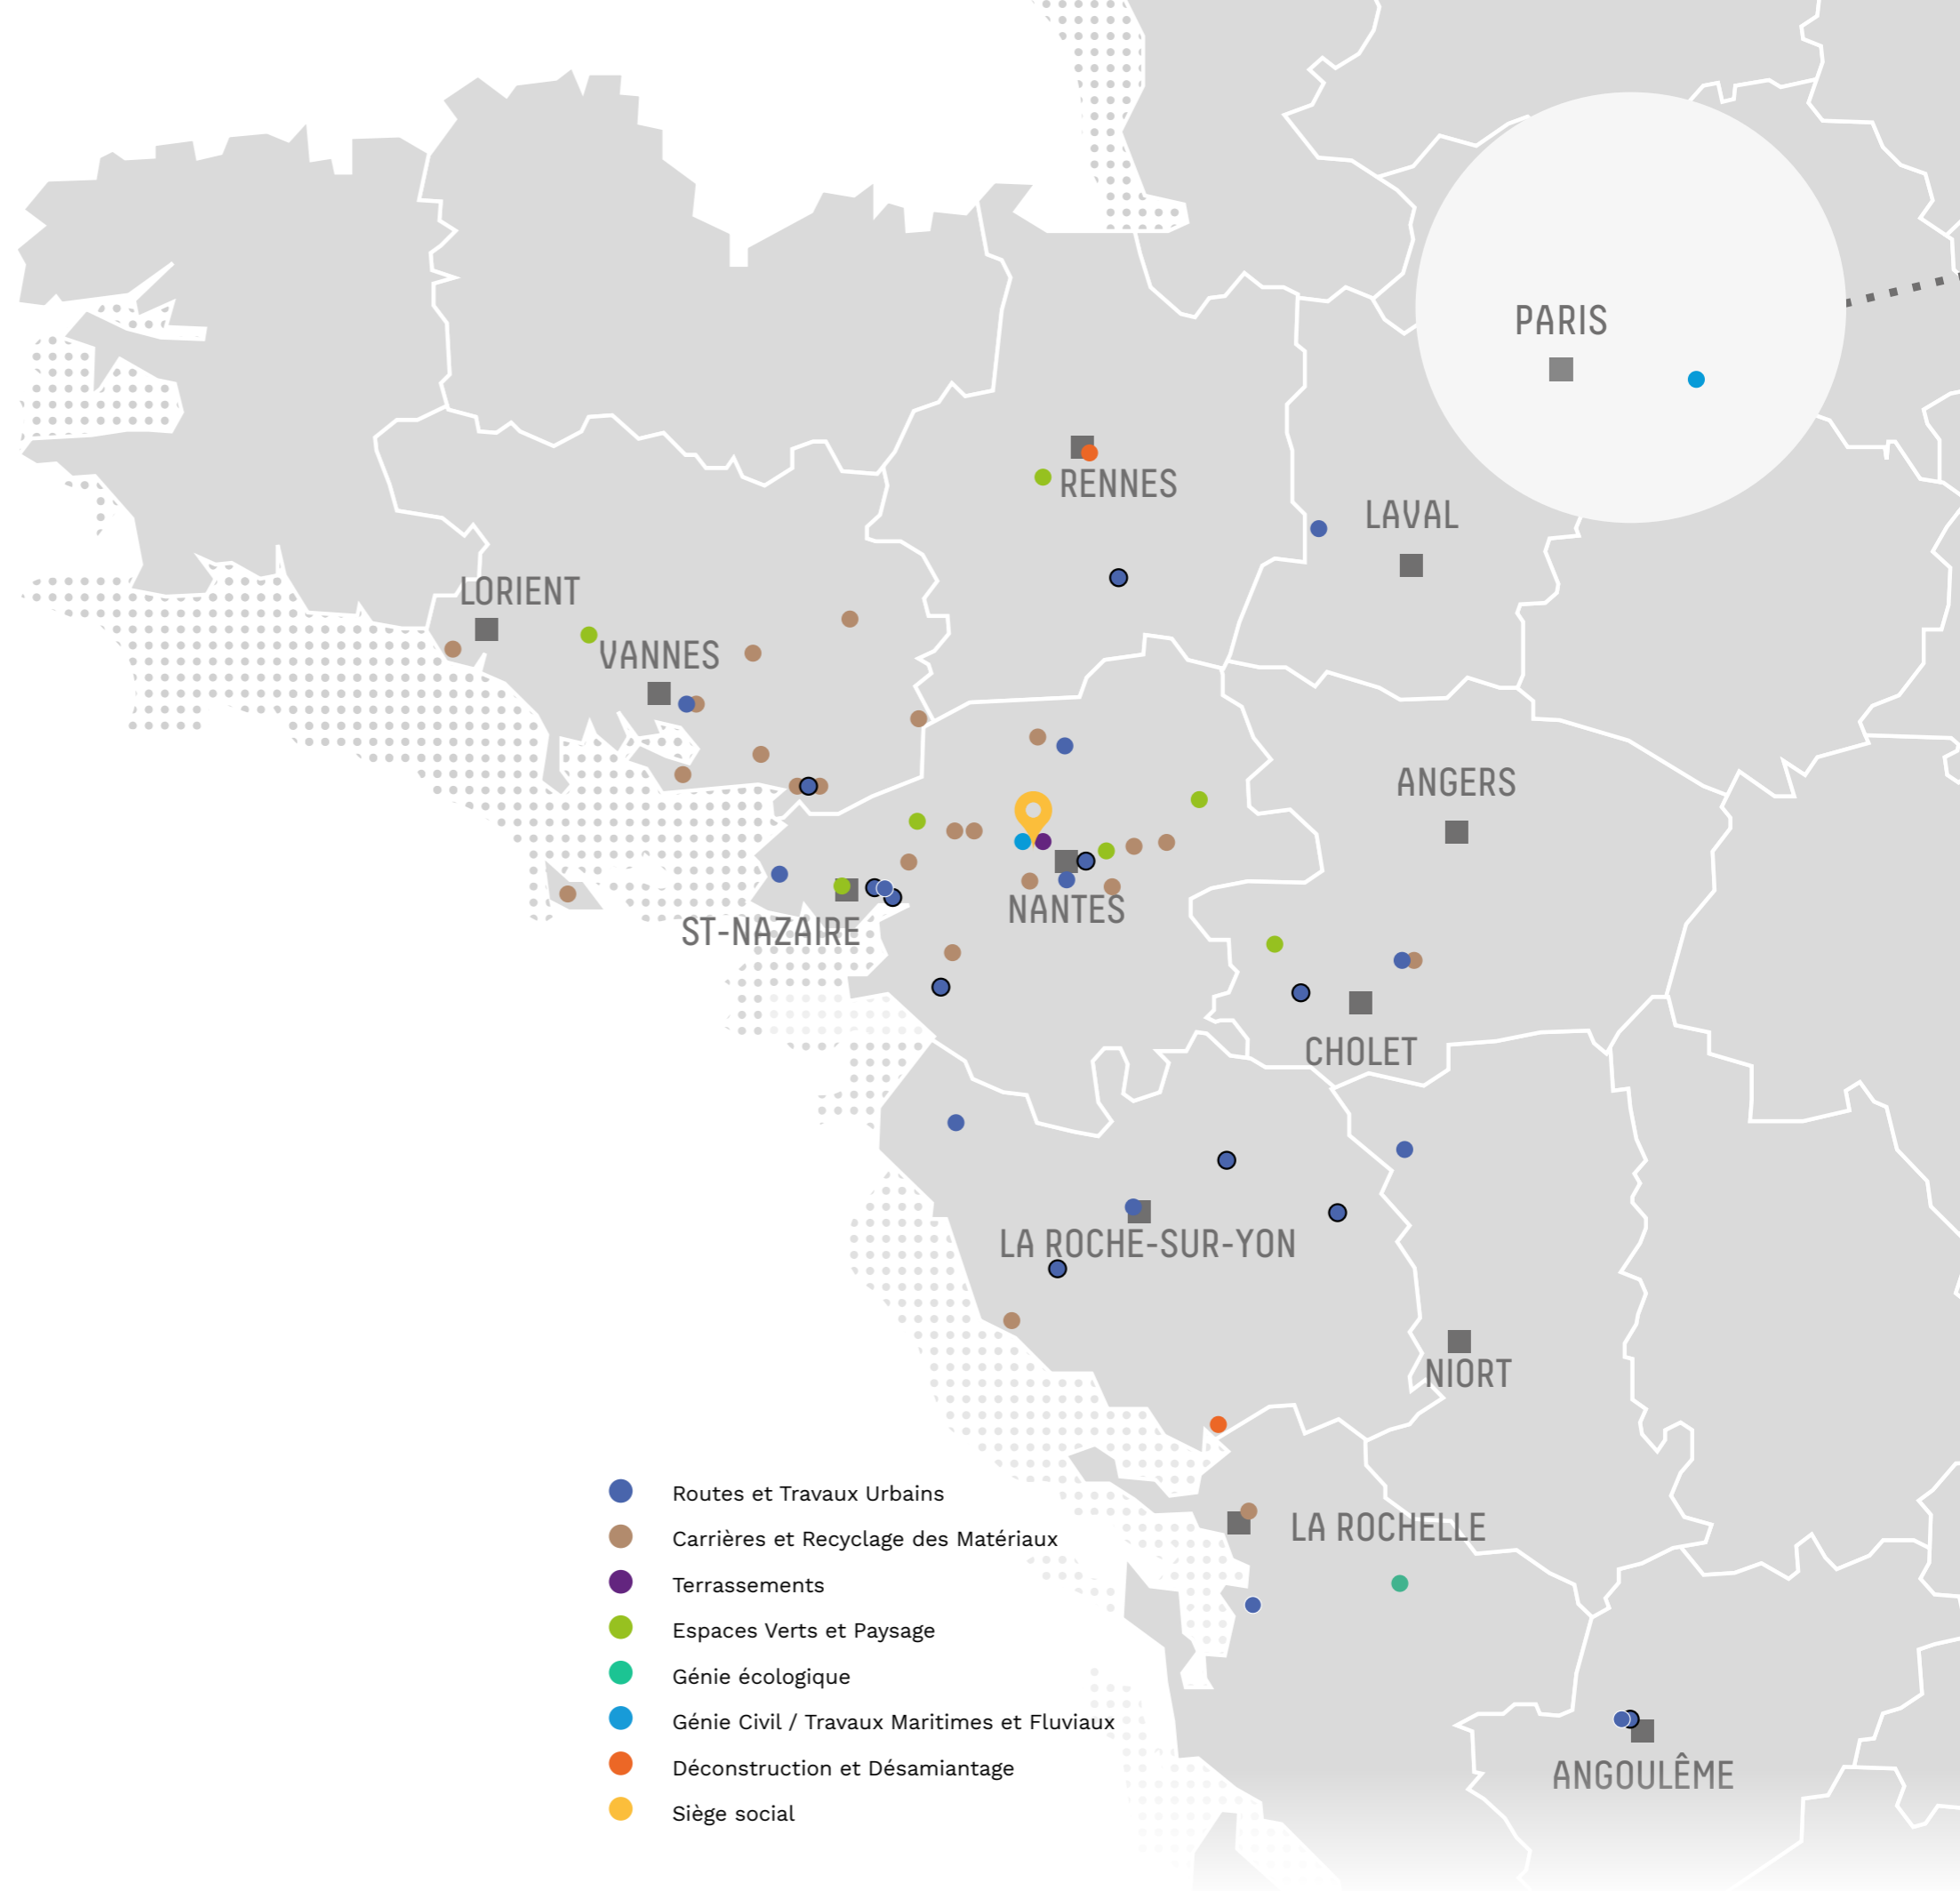 PARIS
RENNES
LAVAL
LORIENT
VANNES
ANGERS
NANTES
ST-NAZAIRE
CHOLET
LA ROCHE-SUR-YON
NIORT
LA ROCHELLE
ANGOULÊME
Routes et Travaux Urbains
Carrières et Recyclage des Matériaux
Terrassements
Espaces Verts et Paysage
Génie écologique
Génie Civil / Travaux Maritimes et Fluviaux
Déconstruction et Désamiantage
Siège social